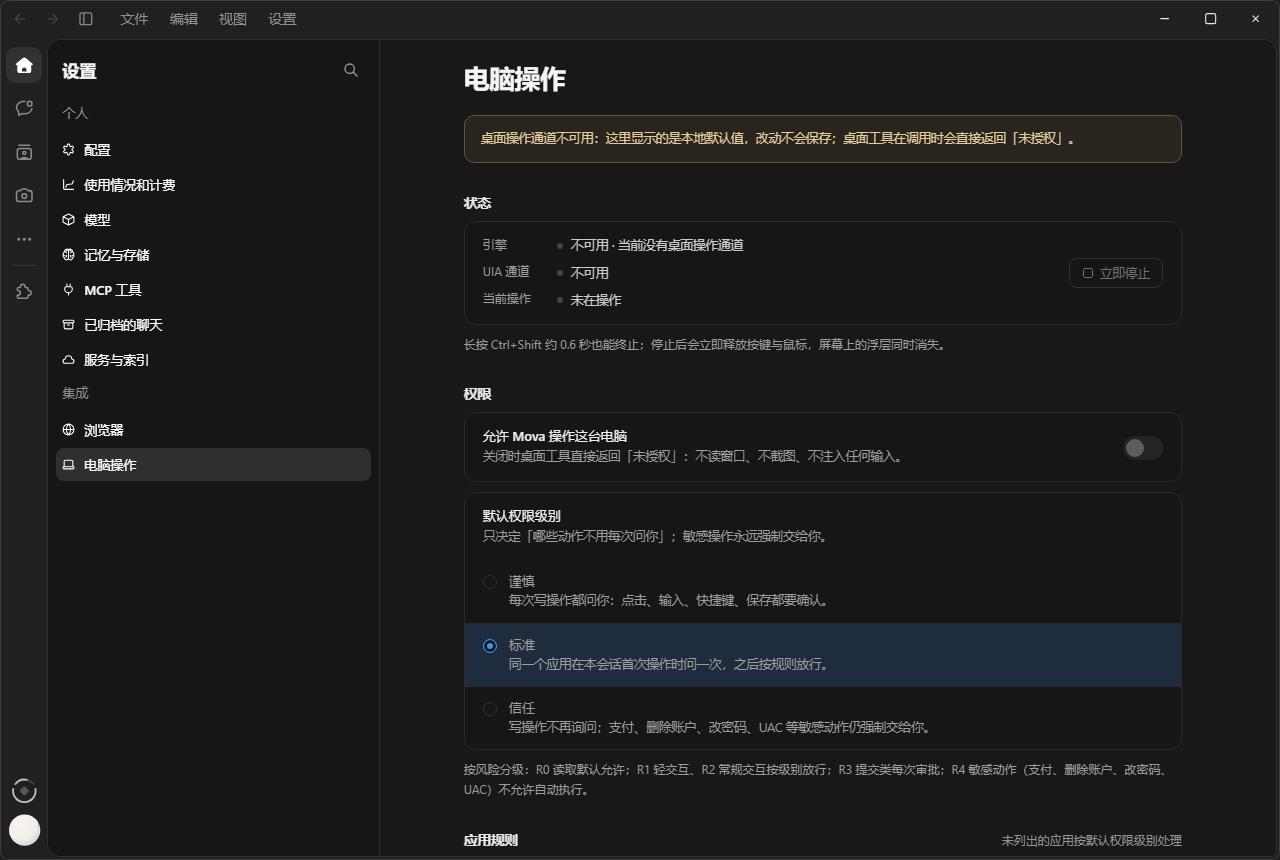 文件 编辑 视图 设置
设置
个人
配置
使用情况和计费
模型
记忆与存储
MCP 工具
已归档的聊天
服务与索引
集成
浏览器
电脑操作
电脑操作
桌面操作通道不可用：这里显示的是本地默认值，改动不会保存；桌面工具在调用时会直接返回「未授权」。
状态
引擎 不可用 · 当前没有桌面操作通道
UIA 通道 不可用
当前操作 未在操作
立即停止
长按 Ctrl+Shift 约 0.6 秒也能终止；停止后会立即释放按键与鼠标，屏幕上的浮层同时消失。
权限
允许 Mova 操作这台电脑
关闭时桌面工具直接返回「未授权」：不读窗口、不截图、不注入任何输入。
默认权限级别
只决定「哪些动作不用每次问你」；敏感操作永远强制交给你。
谨慎
每次写操作都问你：点击、输入、快捷键、保存都要确认。
标准
同一个应用在本会话首次操作时问一次，之后按规则放行。
信任
写操作不再询问；支付、删除账户、改密码、UAC 等敏感动作仍强制交给你。
按风险分级：R0 读取默认允许；R1 轻交互、R2 常规交互按级别放行；R3 提交类每次审批；R4 敏感动作（支付、删除账户、改密码、
UAC）不允许自动执行。
应用规则
未列出的应用按默认权限级别处理